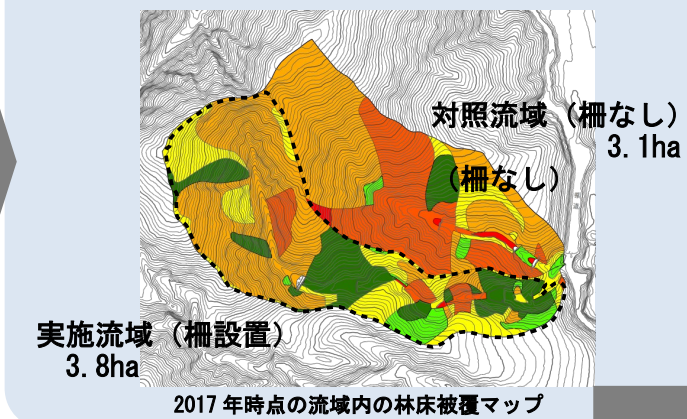 対照流域（柵なし）
3.1ha
（柵なし）
実施流域（柵設置）
3.8ha
2017 年時点の流域内の林床被覆マップ